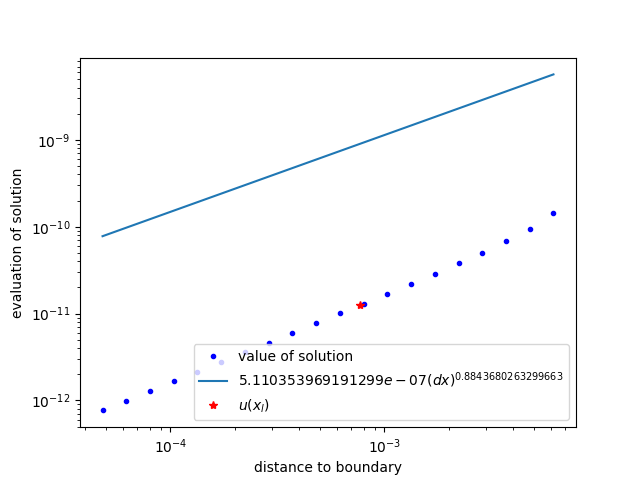 10⁻⁹
10⁻¹⁰
10⁻¹¹
10⁻¹²
evaluation of solution
value of solution
5.110353969191299e − 07(dx)^0.8843680263299663
u(x_l)
10⁻⁴ 10⁻³
distance to boundary